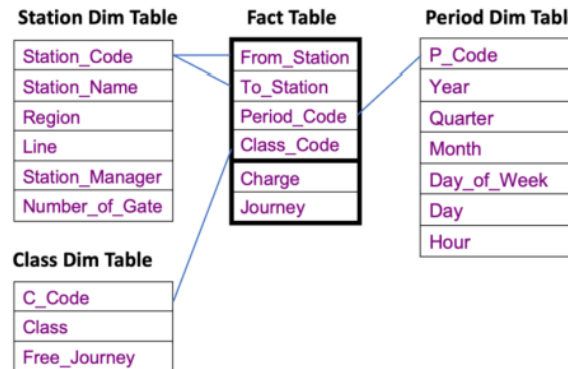 Station Dim Table
Station_Code
Station_Name
Region
Line
Station_Manager
Number_of_Gate
Fact Table
From_Station
To_Station
Period_Code
Class_Code
Charge
Journey
Period Dim Tabl
P_Code
Year
Quarter
Month
Day_of_Week
Day
Hour
Class Dim Table
C_Code
Class
Free_Journey